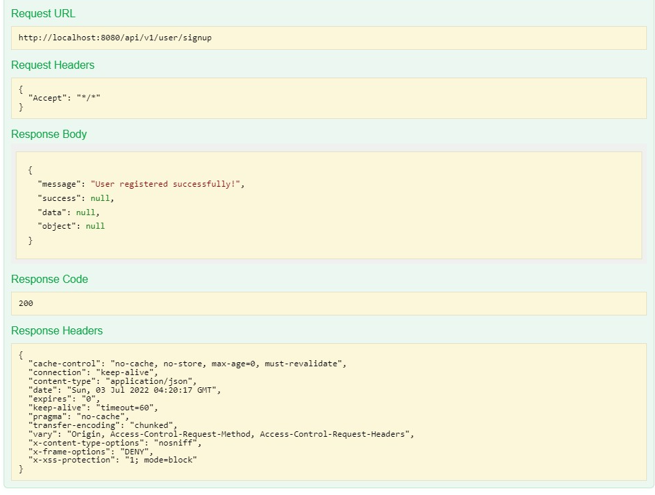 Request URL
http://localhost:8080/api/v1/user/signup
Request Headers
{
  "Accept": "*/*"
}
Response Body
{
  "message": "User registered successfully!",
  "success": null,
  "data": null,
  "object": null
}
Response Code
200
Response Headers
{
  "cache-control": "no-cache, no-store, max-age=0, must-revalidate",
  "connection": "keep-alive",
  "content-type": "application/json",
  "date": "Sun, 03 Jul 2022 04:20:17 GMT",
  "expires": "0",
  "keep-alive": "timeout=60",
  "pragma": "no-cache",
  "transfer-encoding": "chunked",
  "vary": "Origin, Access-Control-Request-Method, Access-Control-Request-Headers",
  "x-content-type-options": "nosniff",
  "x-frame-options": "DENY",
  "x-xss-protection": "1; mode=block"
}